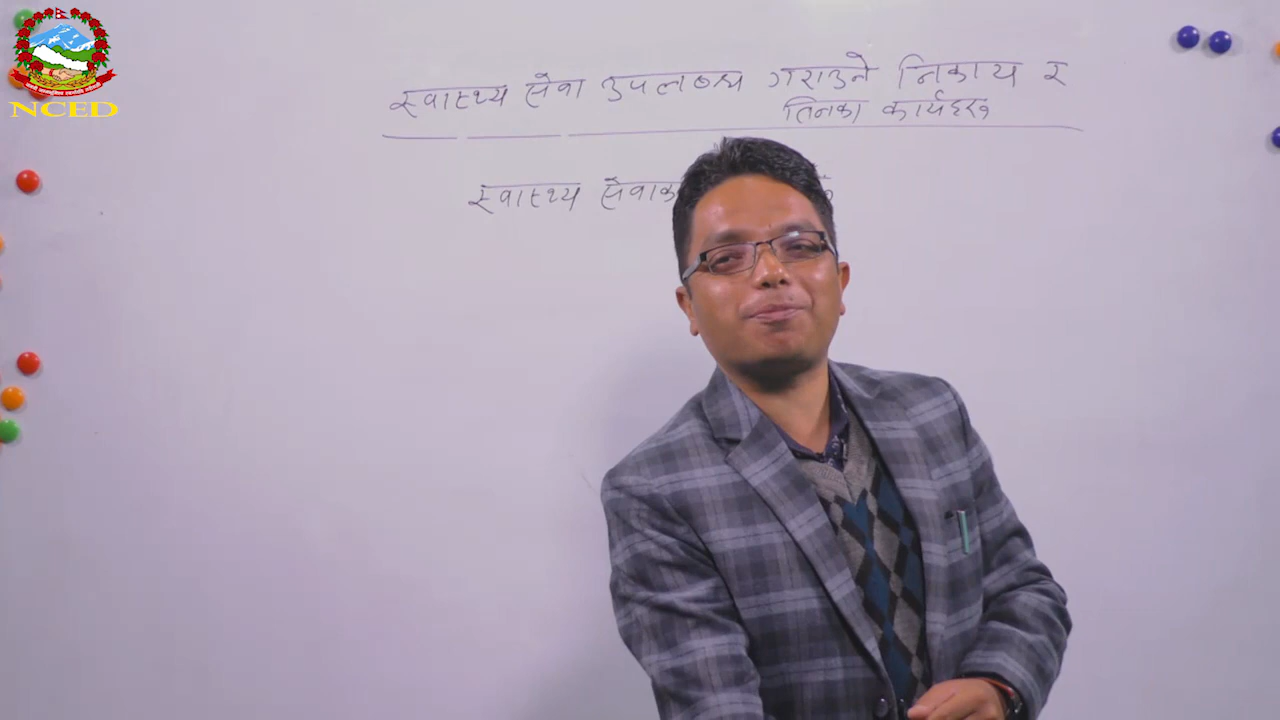 NCED
स्वास्थ्य सेवा उपलब्ध गराउने निकाय र
तिनका कार्यहरु
स्वास्थ्य